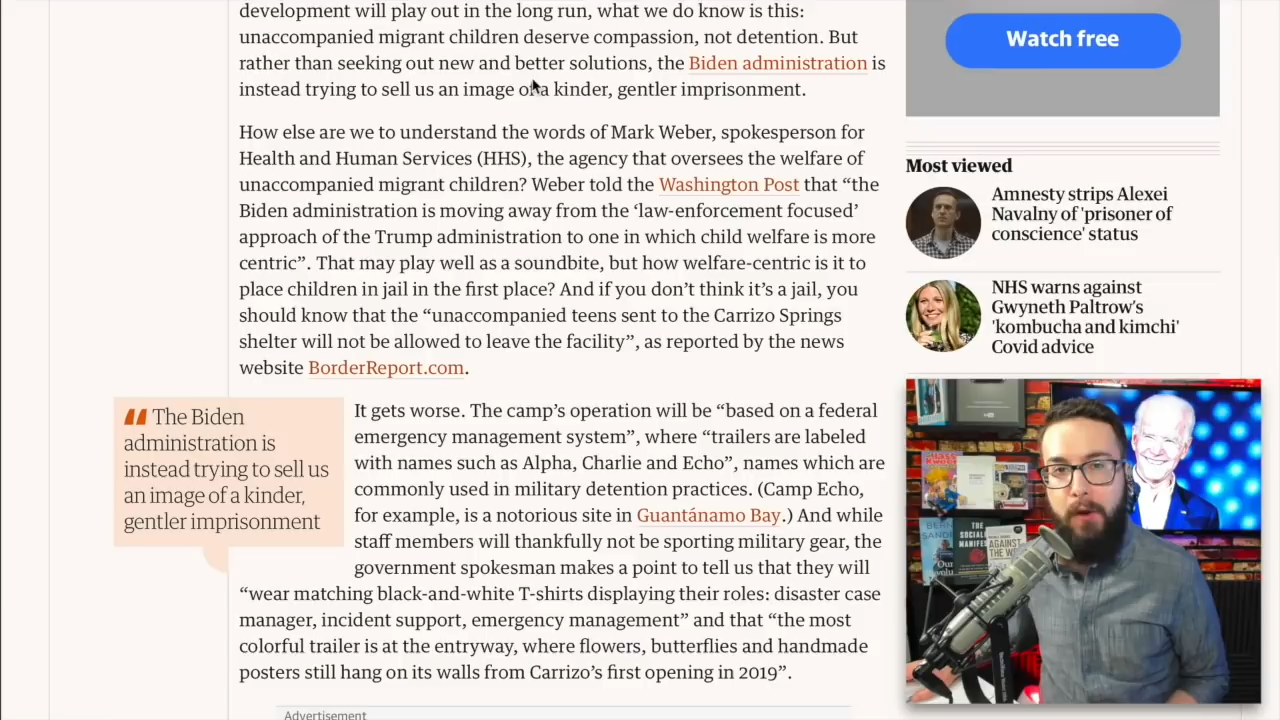 development will play out in the long run, what we do know is this:
unaccompanied migrant children deserve compassion, not detention. But
rather than seeking out new and better solutions, the Biden administration is
instead trying to sell us an image of a kinder, gentler imprisonment.
How else are we to understand the words of Mark Weber, spokesperson for
Health and Human Services (HHS), the agency that oversees the welfare of
unaccompanied migrant children? Weber told the Washington Post that “the
Biden administration is moving away from the ‘law-enforcement focused’
approach of the Trump administration to one in which child welfare is more
centric”. That may play well as a soundbite, but how welfare-centric is it to
place children in jail in the first place? And if you don’t think it’s a jail, you
should know that the “unaccompanied teens sent to the Carrizo Springs
shelter will not be allowed to leave the facility”, as reported by the news
website BorderReport.com.
The Biden
administration is
instead trying to sell us
an image of a kinder,
gentler imprisonment
It gets worse. The camp’s operation will be “based on a federal
emergency management system”, where “trailers are labeled
with names such as Alpha, Charlie and Echo”, names which are
commonly used in military detention practices. (Camp Echo,
for example, is a notorious site in Guantánamo Bay.) And while
staff members will thankfully not be sporting military gear, the
government spokesman makes a point to tell us that they will
“wear matching black-and-white T-shirts displaying their roles: disaster case
manager, incident support, emergency management” and that “the most
colorful trailer is at the entryway, where flowers, butterflies and handmade
posters still hang on its walls from Carrizo’s first opening in 2019”.
Advertisement
Watch free
Most viewed
Amnesty strips Alexei
Navalny of 'prisoner of
conscience' status
NHS warns against
Gwyneth Paltrow’s
'kombucha and kimchi'
Covid advice
BERN
SAND
THE
SOCIAL
MANIFES
AGAINST
THE W